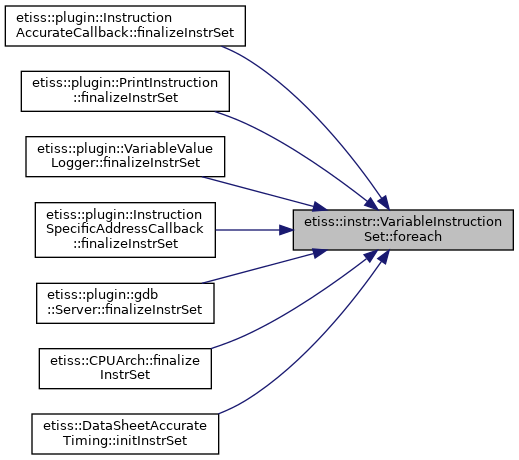 etiss::plugin::Instruction
AccurateCallback::finalizeInstrSet
etiss::plugin::PrintInstruction
::finalizeInstrSet
etiss::plugin::VariableValue
Logger::finalizeInstrSet
etiss::plugin::Instruction
SpecificAddressCallback
::finalizeInstrSet
etiss::instr::VariableInstruction
Set::foreach
etiss::plugin::gdb
::Server::finalizeInstrSet
etiss::CPUArch::finalize
InstrSet
etiss::DataSheetAccurate
Timing::initInstrSet